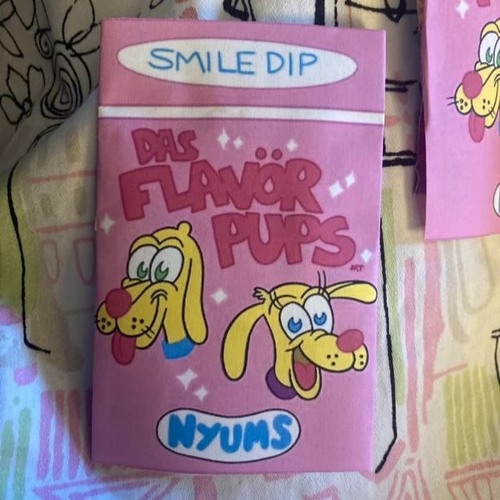 SMILE DIP
DAS
FLAVÖR
PUPS
NYUMS